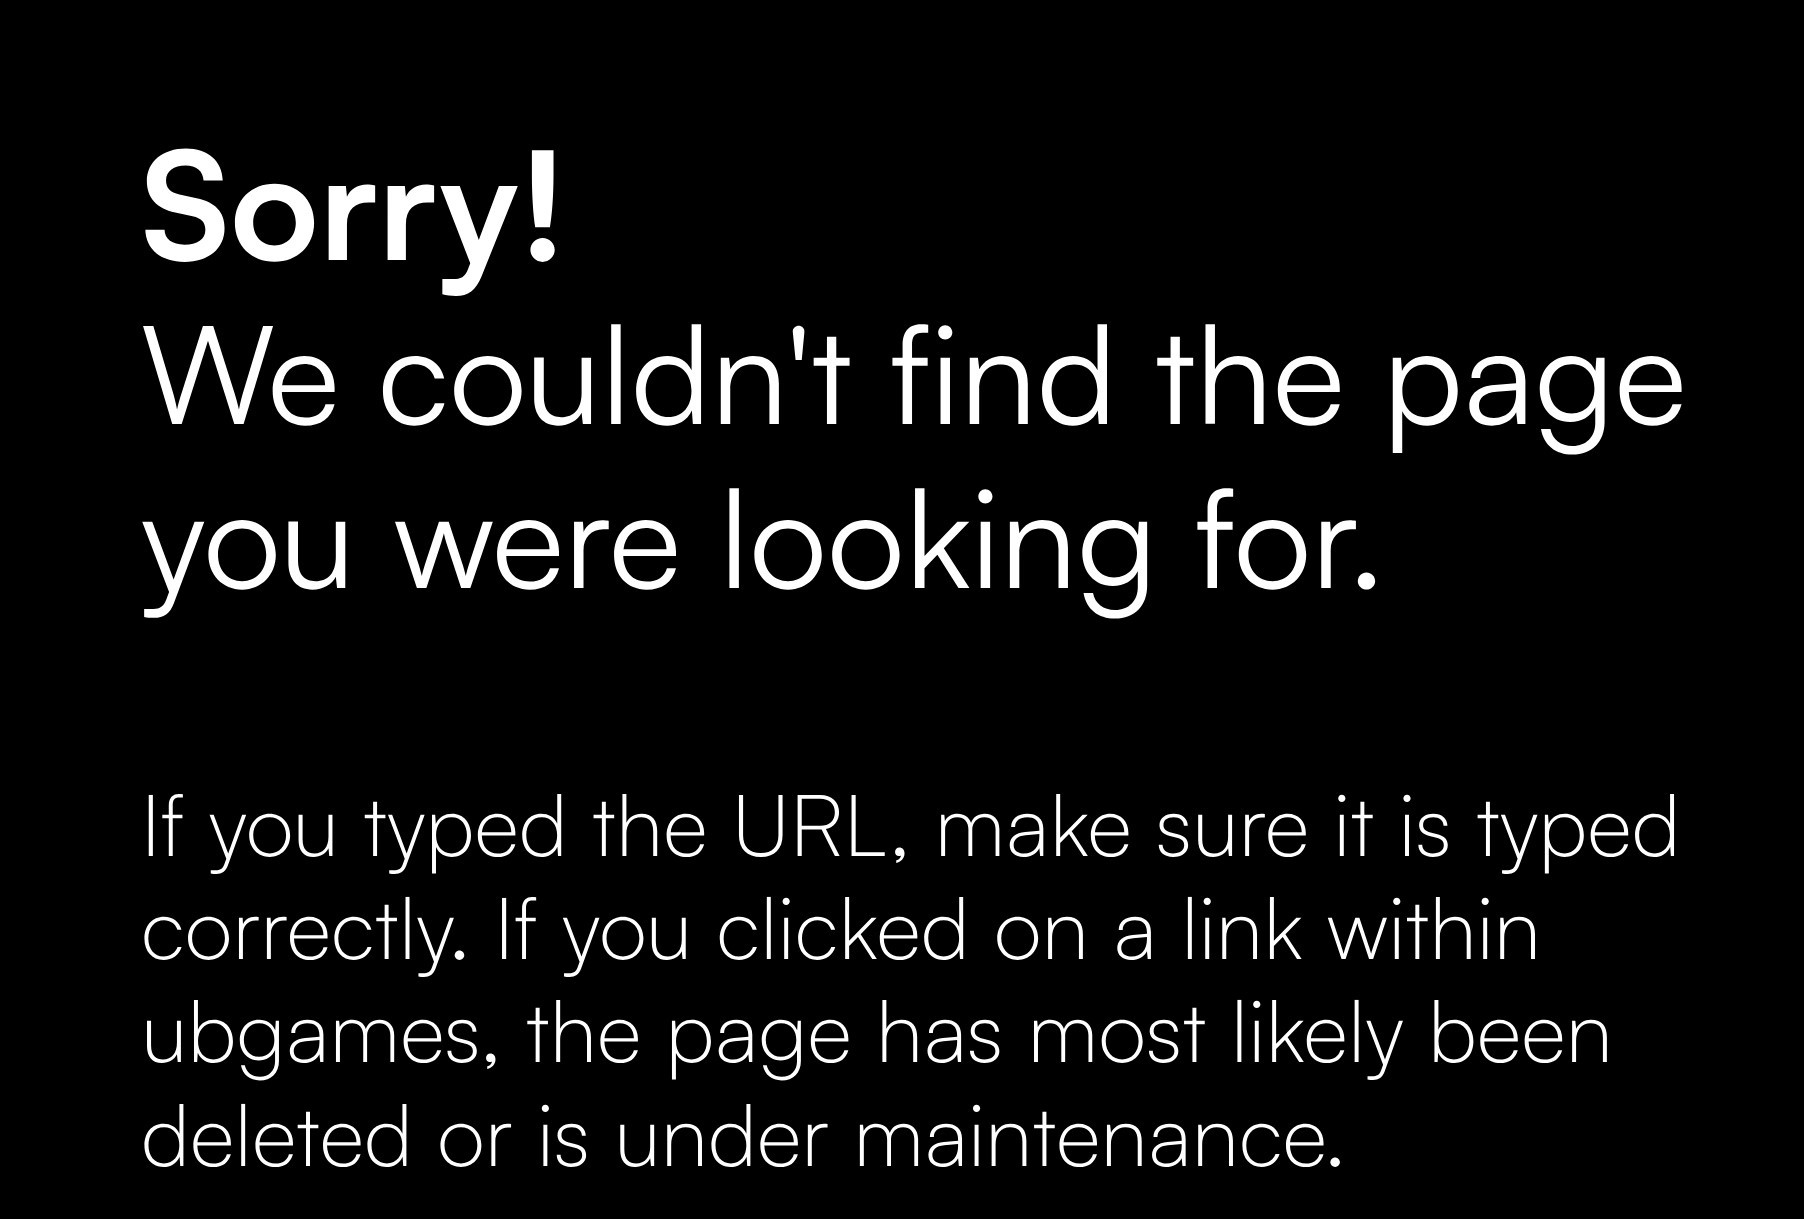 Sorry!
We couldn't find the page
you were looking for.
If you typed the URL, make sure it is typed
correctly. If you clicked on a link within
ubgames, the page has most likely been
deleted or is under maintenance.